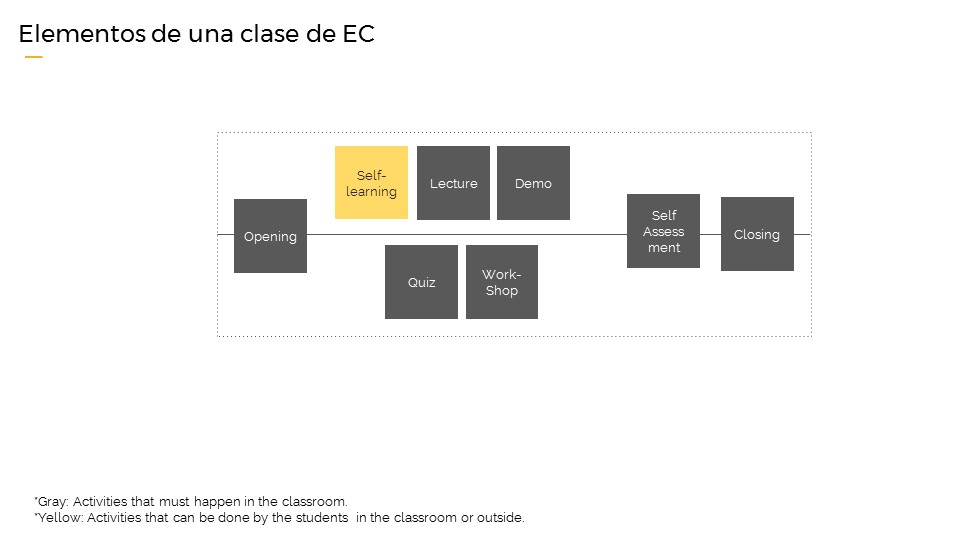 Elementos de una clase de EC
Self-
learning
Lecture
Demo
Opening
Self
Assess
ment
Closing
Quiz
Work-
Shop
*Gray: Activities that must happen in the classroom.
*Yellow: Activities that can be done by the students  in the classroom or outside.